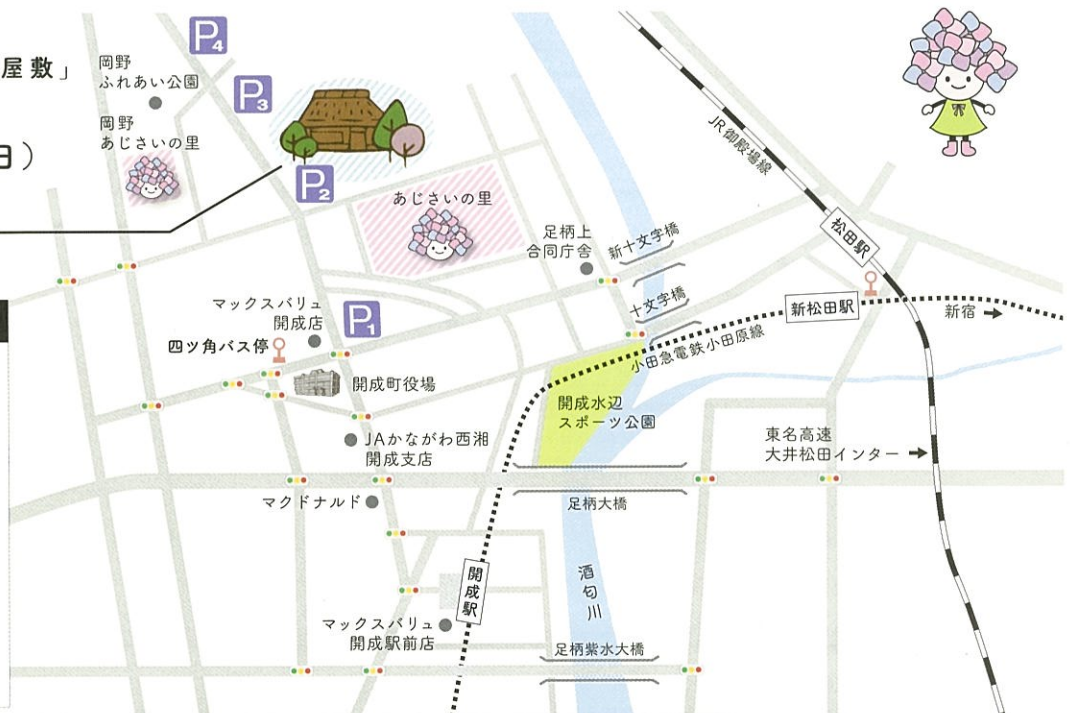 屋敷」
日）
P4
P3
P2
P1
岡野
ふれあい公園
岡野
あじさいの里
あじさいの里
足柄上
合同庁舎
新十文字橋
十文字橋
JR御殿場線
松田駅
新松田駅
新宿
小田急電鉄小田原線
マックスバリュ
開成店
四ツ角バス停
開成町役場
JAかながわ西湘
開成支店
マクドナルド
開成水辺
スポーツ公園
東名高速
大井松田インター
足柄大橋
開成駅
酒匂川
マックスバリュ
開成駅前店
足柄紫水大橋